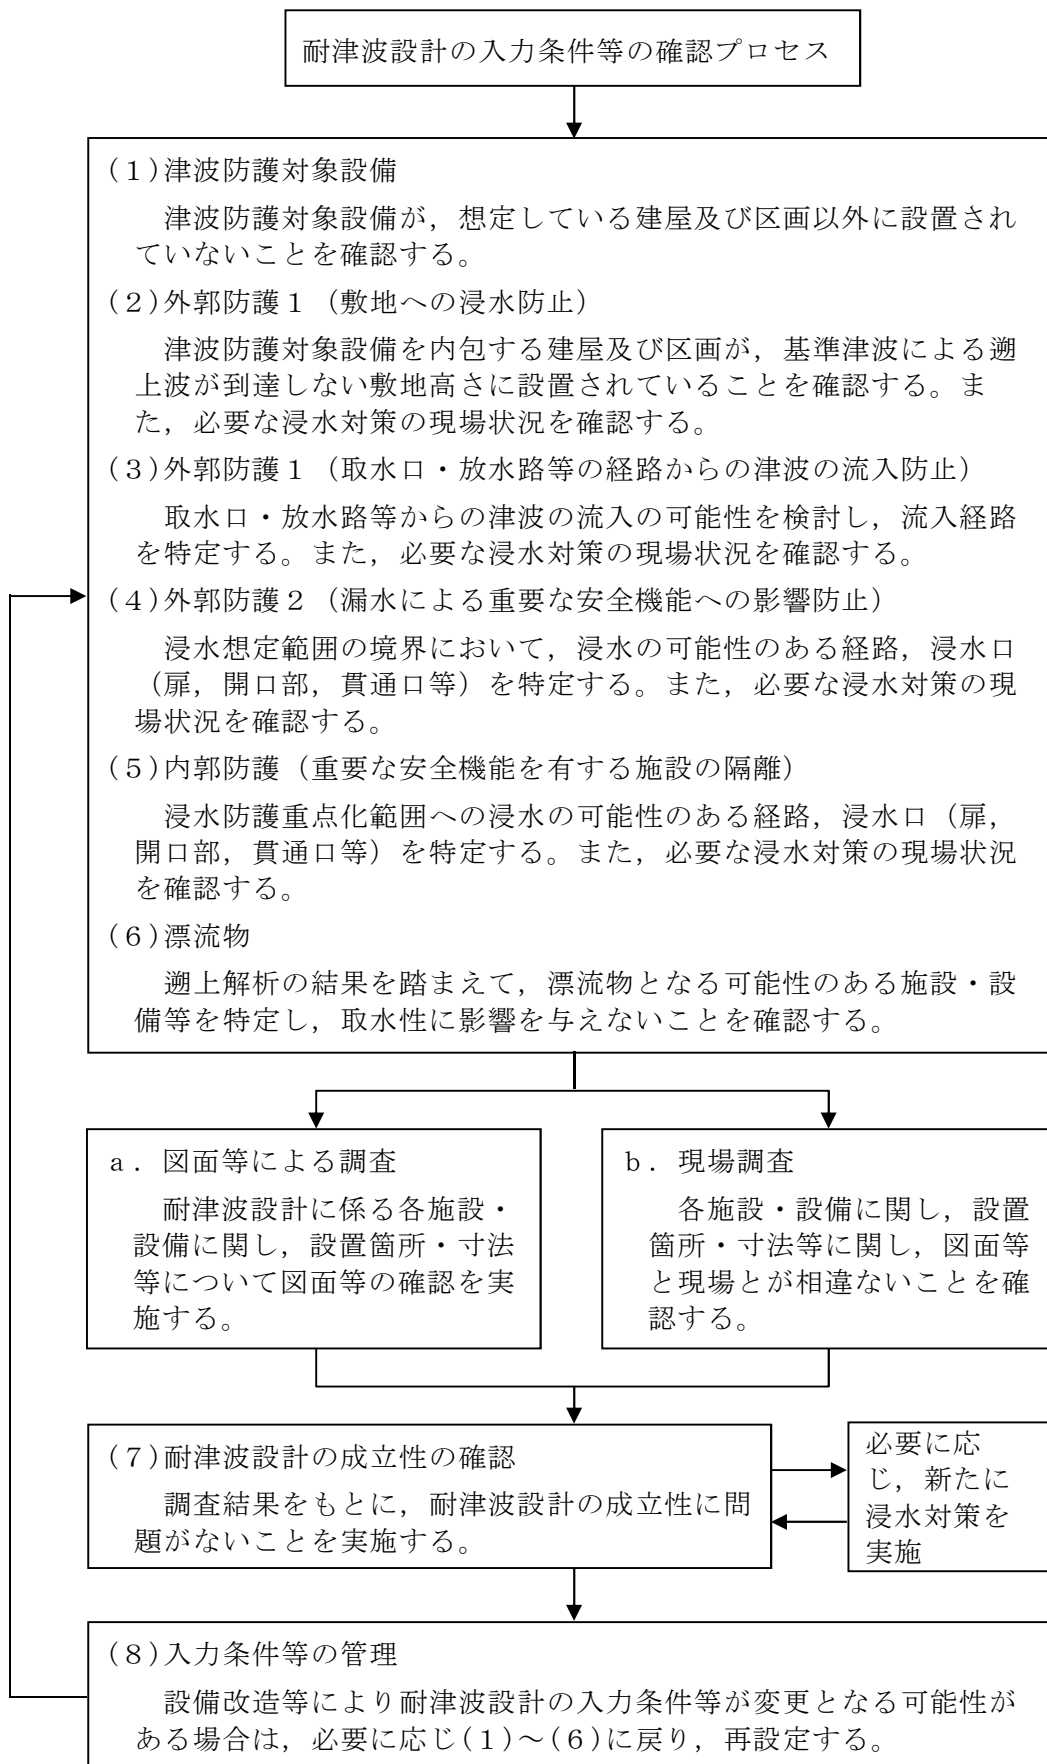 耐津波設計の入力条件等の確認プロセス
(1)津波防護対象設備
津波防護対象設備が，想定している建屋及び区画以外に設置され
ていないことを確認する。
(2)外郭防護１（敷地への浸水防止）
津波防護対象設備を内包する建屋及び区画が，基準津波による遡
上波が到達しない敷地高さに設置されていることを確認する。ま
た，必要な浸水対策の現場状況を確認する。
(3)外郭防護１（取水口・放水路等の経路からの津波の流入防止）
取水口・放水路等からの津波の流入の可能性を検討し，流入経路
を特定する。また，必要な浸水対策の現場状況を確認する。
(4)外郭防護２（漏水による重要な安全機能への影響防止）
浸水想定範囲の境界において，浸水の可能性のある経路，浸水口
（扉，開口部，貫通口等）を特定する。また，必要な浸水対策の現
場状況を確認する。
(5)内郭防護（重要な安全機能を有する施設の隔離）
浸水防護重点化範囲への浸水の可能性のある経路，浸水口（扉，
開口部，貫通口等）を特定する。また，必要な浸水対策の現場状況
を確認する。
(6)漂流物
遡上解析の結果を踏まえて，漂流物となる可能性のある施設・設
備等を特定し，取水性に影響を与えないことを確認する。
ａ．図面等による調査
耐津波設計に係る各施設・
設備に関し，設置箇所・寸法
等について図面等の確認を実
施する。
ｂ．現場調査
各施設・設備に関し，設置
箇所・寸法等に関し，図面等
と現場とが相違ないことを確
認する。
(7)耐津波設計の成立性の確認
調査結果をもとに，耐津波設計の成立性に問
題がないことを実施する。
必要に応
じ，新たに
浸水対策を
実施
(8)入力条件等の管理
設備改造等により耐津波設計の入力条件等が変更となる可能性が
ある場合は，必要に応じ(1)～(6)に戻り，再設定する。